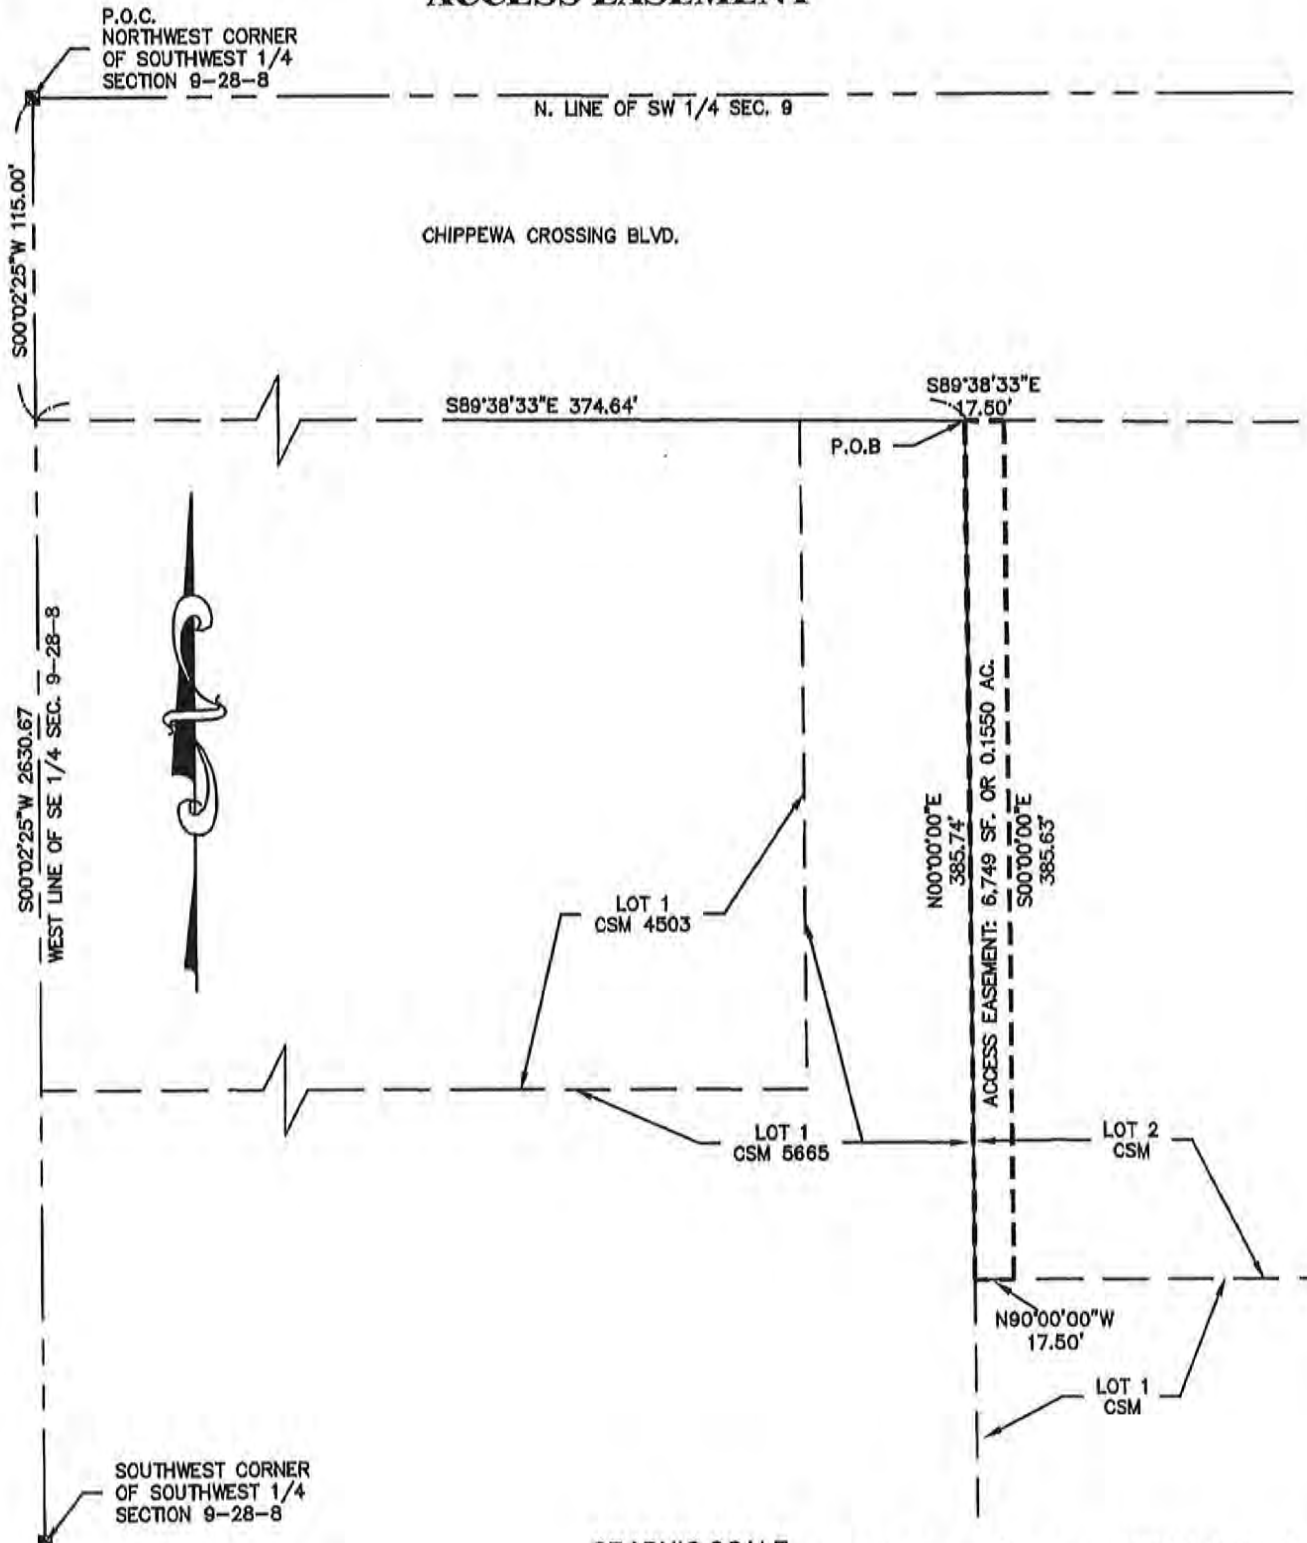 ACCESS EASEMENT
P.O.C.
NORTHWEST CORNER
OF SOUTHWEST 1/4
SECTION 9-28-8
N. LINE OF SW 1/4 SEC. 9
S00°02'25"W 115.00'
CHIPPEWA CROSSING BLVD.
S89°38'33"E 374.64'
S89°38'33"E
17.50'
P.O.B
S00°02'25"W 2630.67
WEST LINE OF SE 1/4 SEC. 9-28-8
N00°00'00"E
385.74'
ACCESS EASEMENT: 6,749 SF. OR 0.1550 AC.
S00°00'00"E
385.63'
LOT 1
CSM 4503
LOT 1
CSM 5665
LOT 2
CSM
N90°00'00"W
17.50'
LOT 1
CSM
SOUTHWEST CORNER
OF SOUTHWEST 1/4
SECTION 9-28-8